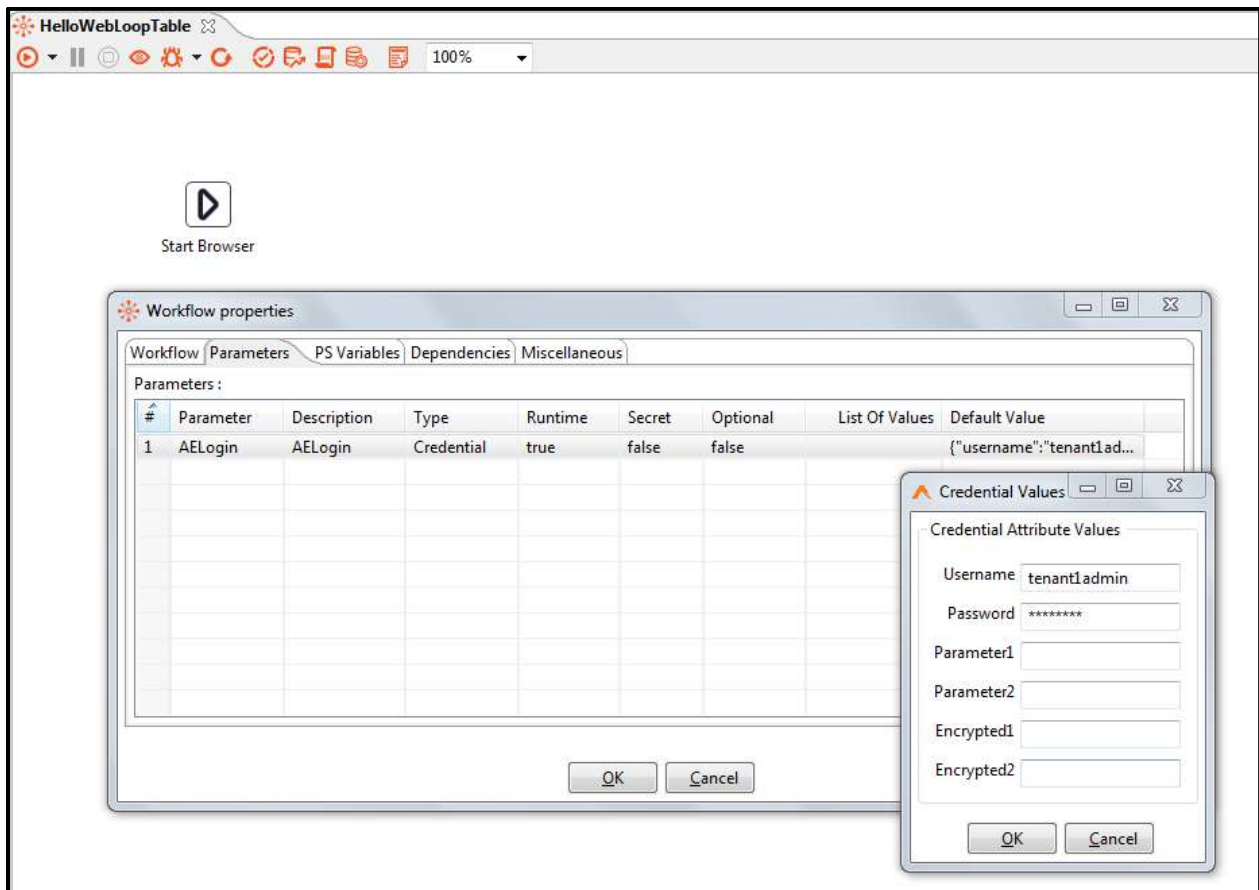 HelloWebLoopTable
100%
Start Browser
Workflow properties
Workflow Parameters PS Variables Dependencies Miscellaneous
Parameters :
# Parameter Description Type Runtime Secret Optional List Of Values Default Value
1 AELogin AELogin Credential true false false {"username":"tenant1ad...
Credential Values
Credential Attribute Values
Username tenant1admin
Password ********
Parameter1
Parameter2
Encrypted1
Encrypted2
OK Cancel
OK Cancel